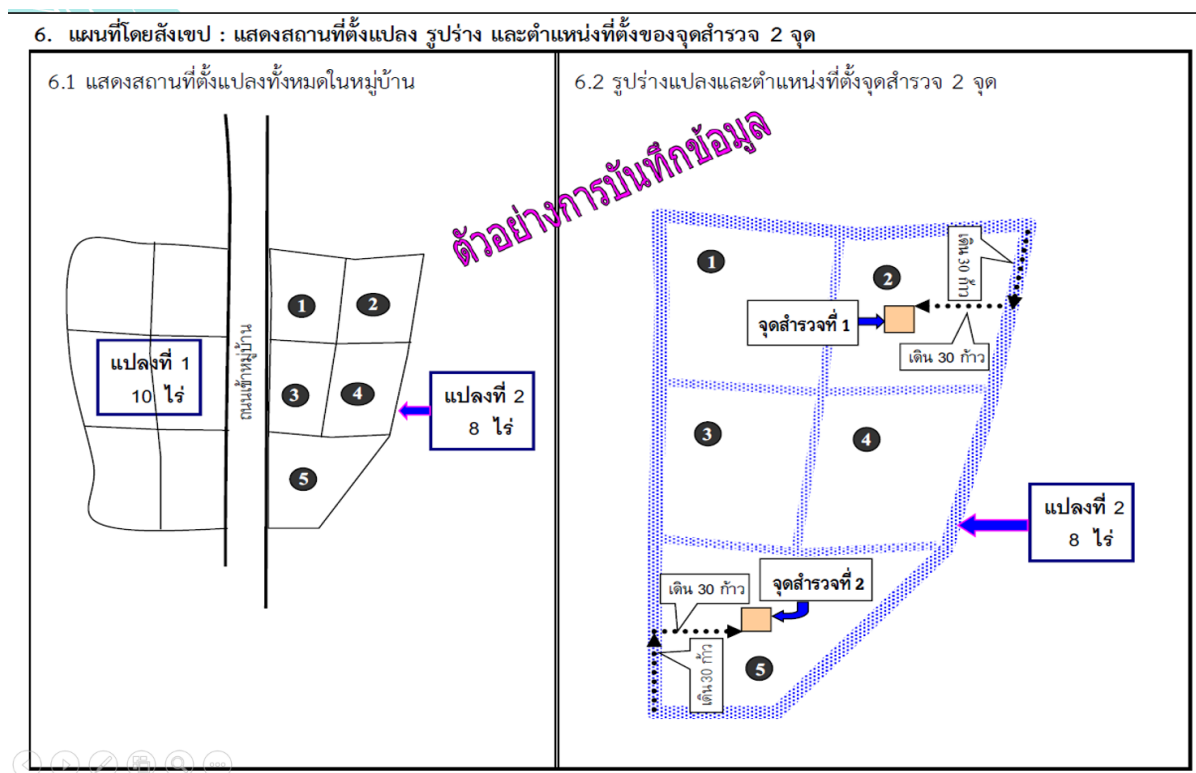 6. แผนที่โดยสังเขป : แสดงสถานที่ตั้งแปลง รูปร่าง และตำแหน่งที่ตั้งของจุดสำรวจ 2 จุด
6.1 แสดงสถานที่ตั้งแปลงทั้งหมดในหมู่บ้าน
แปลงที่ 1
10 ไร่
ถนนเข้าหมู่บ้าน
1
2
3
4
5
แปลงที่ 2
8 ไร่
ตัวอย่างการบันทึกข้อมูล
6.2 รูปร่างแปลงและตำแหน่งที่ตั้งจุดสำรวจ 2 จุด
1
2
เดิน 30 ก้าว
จุดสำรวจที่ 1
เดิน 30 ก้าว
3
4
แปลงที่ 2
8 ไร่
เดิน 30 ก้าว
จุดสำรวจที่ 2
เดิน 30 ก้าว
5